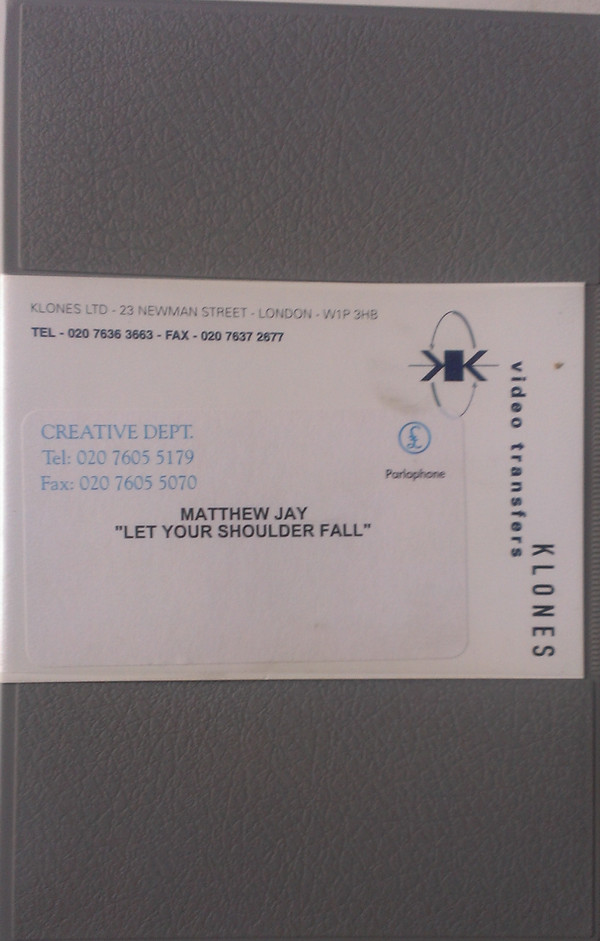 KLONES LTD - 23 NEWMAN STREET - LONDON - W1P 3HB
TEL - 020 7636 3663 - FAX - 020 7637 2677
KK
video transfers
KLONES
CREATIVE DEPT.
Tel: 020 7605 5179
Fax: 020 7605 5070
£
Parlophone
MATTHEW JAY
"LET YOUR SHOULDER FALL"